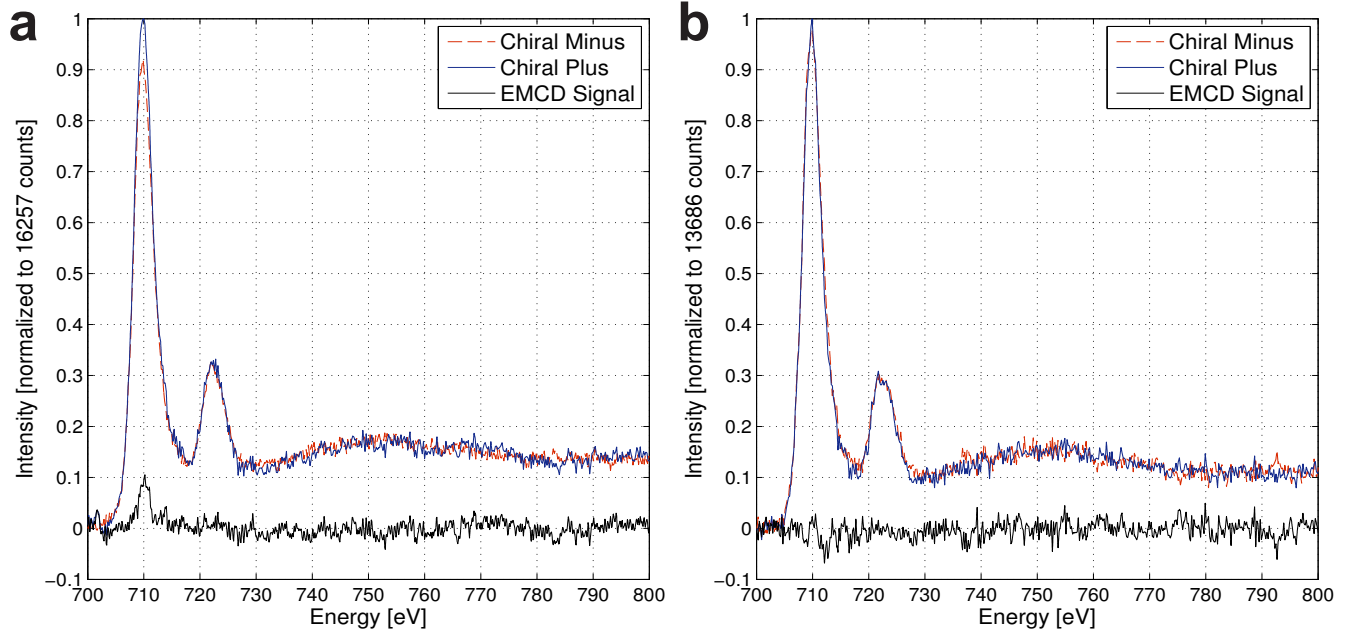 a
Intensity [normalized to 16257 counts]
1
0.9
0.8
0.7
0.6
0.5
0.4
0.3
0.2
0.1
0
−0.1
700 710 720 730 740 750 760 770 780 790 800
Energy [eV]
Chiral Minus
Chiral Plus
EMCD Signal
b
Intensity [normalized to 13686 counts]
1
0.9
0.8
0.7
0.6
0.5
0.4
0.3
0.2
0.1
0
−0.1
700 710 720 730 740 750 760 770 780 790 800
Energy [eV]
Chiral Minus
Chiral Plus
EMCD Signal